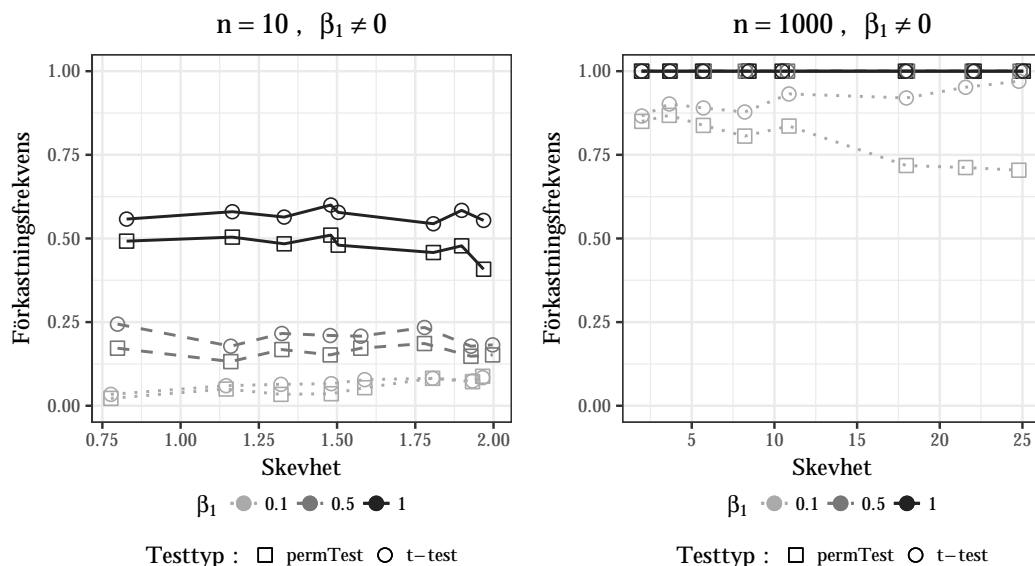 n = 10 , β₁ ≠ 0
Förkastningsfrekvens
1.00
0.75
0.50
0.25
0.00
0.75
1.00
1.25
1.50
1.75
2.00
Skevhet
β₁ 0.1 0.5 1
Testtyp : permTest t−test
n = 1000 , β₁ ≠ 0
Förkastningsfrekvens
1.00
0.75
0.50
0.25
0.00
5
10
15
20
25
Skevhet
β₁ 0.1 0.5 1
Testtyp : permTest t−test